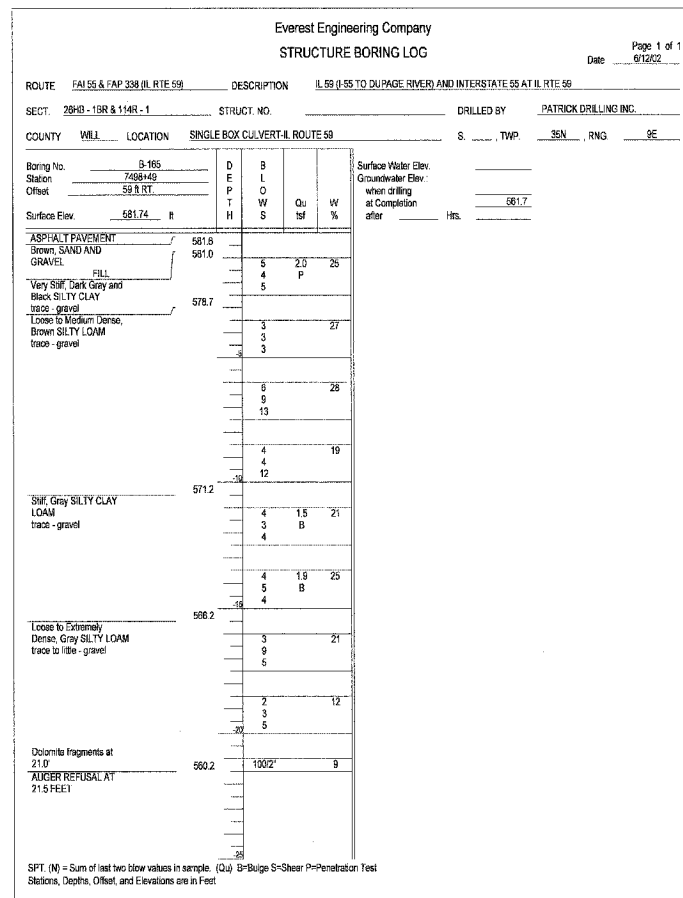 Everest Engineering Company
STRUCTURE BORING LOG
Page 1 of 1
Date 6/12/02
ROUTE FAI 55 & FAP 338 (IL RTE 59) DESCRIPTION IL 59 (I-55 TO DUPAGE RIVER) AND INTERSTATE 55 AT IL RTE 59
SECT. 26HB - 1BR & 114R - 1 STRUCT. NO. DRILLED BY PATRICK DRILLING INC.
COUNTY WILL LOCATION SINGLE BOX CULVERT-IL ROUTE 59 S. , TWP. 35N , RNG. 9E
Boring No. B-165
Station 7498+49
Offset 59 ft RT.
Surface Elev. 581.74 ft
DEPTH
BLOWS
Qu tsf
W %
Surface Water Elev.
Groundwater Elev.:
when drilling
at Completion 561.7
after Hrs.
ASPHALT PAVEMENT 581.6
Brown, SAND AND 581.0
GRAVEL
5 2.0 25
FILL 4 P
Very Stiff, Dark Gray and 5
Black SILTY CLAY
trace - gravel 578.7
Loose to Medium Dense,
Brown SILTY LOAM 3 27
trace - gravel 3
-5 3
6 28
9
13
4 19
4
-10 12
571.2
Stiff, Gray SILTY CLAY
LOAM 4 1.5 21
trace - gravel 3 B
4
4 1.9 25
5 B
-15 4
566.2
Loose to Extremely
Dense, Gray SILTY LOAM 3 21
trace to little - gravel 9
5
2 12
3
-20 5
Dolomite fragments at
21.0' 560.2 100/2" 9
AUGER REFUSAL AT
21.5 FEET
-25
SPT. (N) = Sum of last two blow values in sample. (Qu) B=Bulge S=Shear P=Penetration Test
Stations, Depths, Offset, and Elevations are in Feet